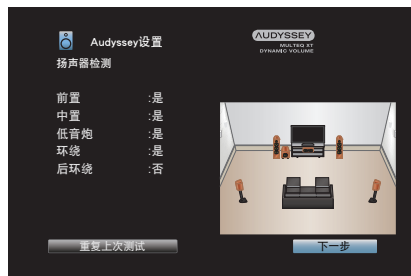 Audyssey设置
AUDYSSEY
MULTEQ XT
DYNAMIC VOLUME
扬声器检测
前置 :是
中置 :是
低音炮 :是
环绕 :是
后环绕 :否
重复上次测试
下一步